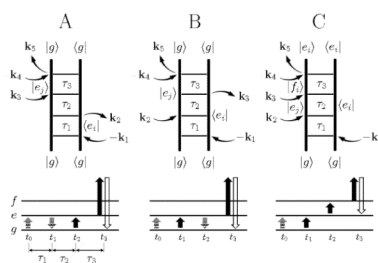 A
B
C
k₅ |g⟩ ⟨g|
k₅ |g⟩ ⟨g|
k₅ |eᵢ⟩ ⟨eᵢ|
k₄ τ₃
k₄ τ₃
k₄ τ₃
|eⱼ⟩
|eⱼ⟩
|fᵢ⟩
k₃
k₃
k₃
τ₂
τ₂
τ₂
|eⱼ⟩
⟨eᵢ|
k₂
k₂
k₂
⟨eᵢ|
⟨eᵢ|
τ₁
τ₁
τ₁
−k₁
−k₁
−k
|g⟩ ⟨g|
|g⟩ ⟨g|
|g⟩ ⟨g|
f
e
g
t₀ t₁ t₂ t₃
t₀ t₁ t₂ t₃
t₀ t₁ t₂ t₃
τ₁ τ₂ τ₃